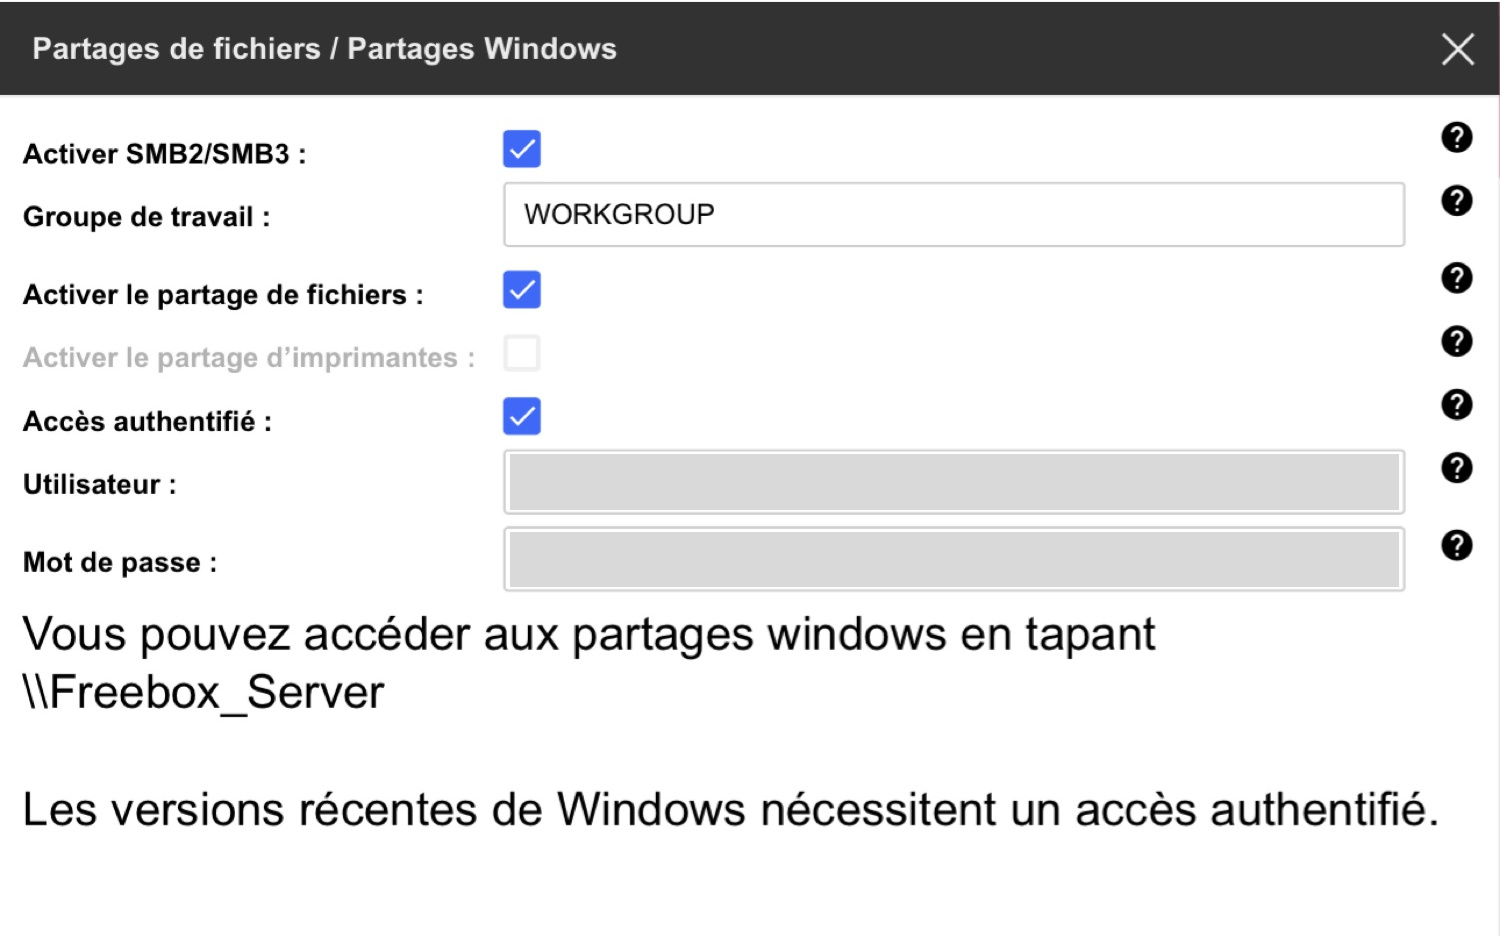 Partages de fichiers / Partages Windows
Activer SMB2/SMB3 :
Groupe de travail :
WORKGROUP
Activer le partage de fichiers :
Activer le partage d’imprimantes :
Accès authentifié :
Utilisateur :
Mot de passe :
Vous pouvez accéder aux partages windows en tapant
\\Freebox_Server
Les versions récentes de Windows nécessitent un accès authentifié.